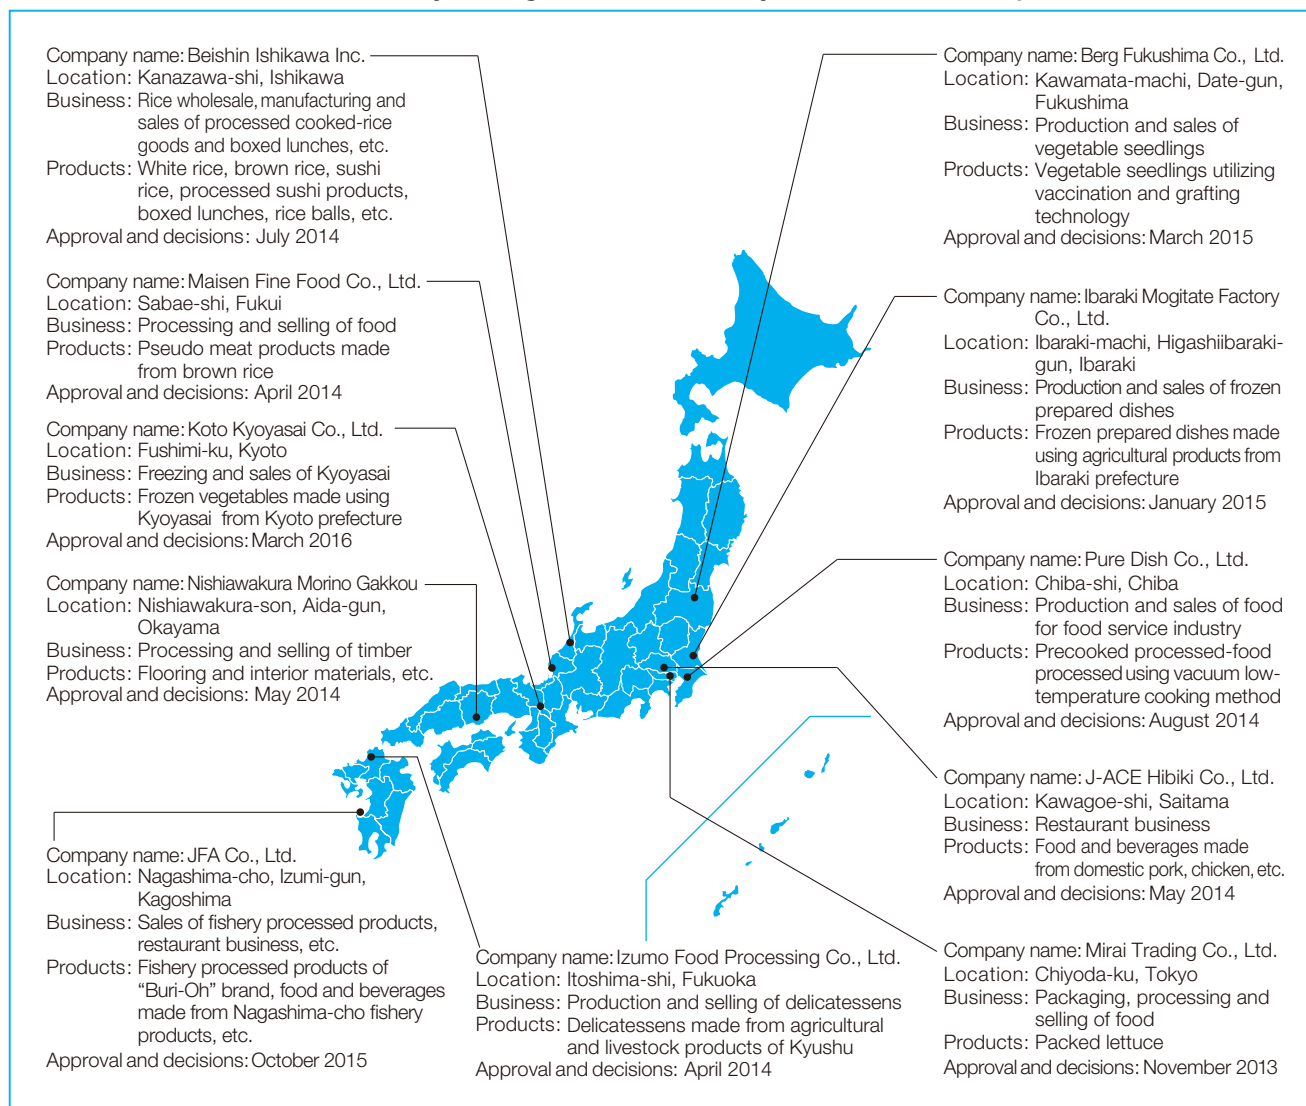 Company name: Beishin Ishikawa Inc.
Location: Kanazawa-shi, Ishikawa
Business: Rice wholesale, manufacturing and
sales of processed cooked-rice
goods and boxed lunches, etc.
Products: White rice, brown rice, sushi
rice, processed sushi products,
boxed lunches, rice balls, etc.
Approval and decisions: July 2014
Company name: Maisen Fine Food Co., Ltd.
Location: Sabae-shi, Fukui
Business: Processing and selling of food
Products: Pseudo meat products made
from brown rice
Approval and decisions: April 2014
Company name: Koto Kyoyasai Co., Ltd.
Location: Fushimi-ku, Kyoto
Business: Freezing and sales of Kyoyasai
Products: Frozen vegetables made using
Kyoyasai from Kyoto prefecture
Approval and decisions: March 2016
Company name: Nishiawakura Morino Gakkou
Location: Nishiawakura-son, Aida-gun,
Okayama
Business: Processing and selling of timber
Products: Flooring and interior materials, etc.
Approval and decisions: May 2014
Company name: JFA Co., Ltd.
Location: Nagashima-cho, Izumi-gun,
Kagoshima
Business: Sales of fishery processed products,
restaurant business, etc.
Products: Fishery processed products of
“Buri-Oh” brand, food and beverages
made from Nagashima-cho fishery
products, etc.
Approval and decisions: October 2015
Company name: Izumo Food Processing Co., Ltd.
Location: Itoshima-shi, Fukuoka
Business: Production and selling of delicatessens
Products: Delicatessens made from agricultural
and livestock products of Kyushu
Approval and decisions: April 2014
Company name: Berg Fukushima Co., Ltd.
Location: Kawamata-machi, Date-gun,
Fukushima
Business: Production and sales of
vegetable seedlings
Products: Vegetable seedlings utilizing
vaccination and grafting
technology
Approval and decisions: March 2015
Company name: Ibaraki Mogitate Factory
Co., Ltd.
Location: Ibaraki-machi, Higashiibaraki-
gun, Ibaraki
Business: Production and sales of frozen
prepared dishes
Products: Frozen prepared dishes made
using agricultural products from
Ibaraki prefecture
Approval and decisions: January 2015
Company name: Pure Dish Co., Ltd.
Location: Chiba-shi, Chiba
Business: Production and sales of food
for food service industry
Products: Precooked processed-food
processed using vacuum low-
temperature cooking method
Approval and decisions: August 2014
Company name: J-ACE Hibiki Co., Ltd.
Location: Kawagoe-shi, Saitama
Business: Restaurant business
Products: Food and beverages made
from domestic pork, chicken, etc.
Approval and decisions: May 2014
Company name: Mirai Trading Co., Ltd.
Location: Chiyoda-ku, Tokyo
Business: Packaging, processing and
selling of food
Products: Packed lettuce
Approval and decisions: November 2013